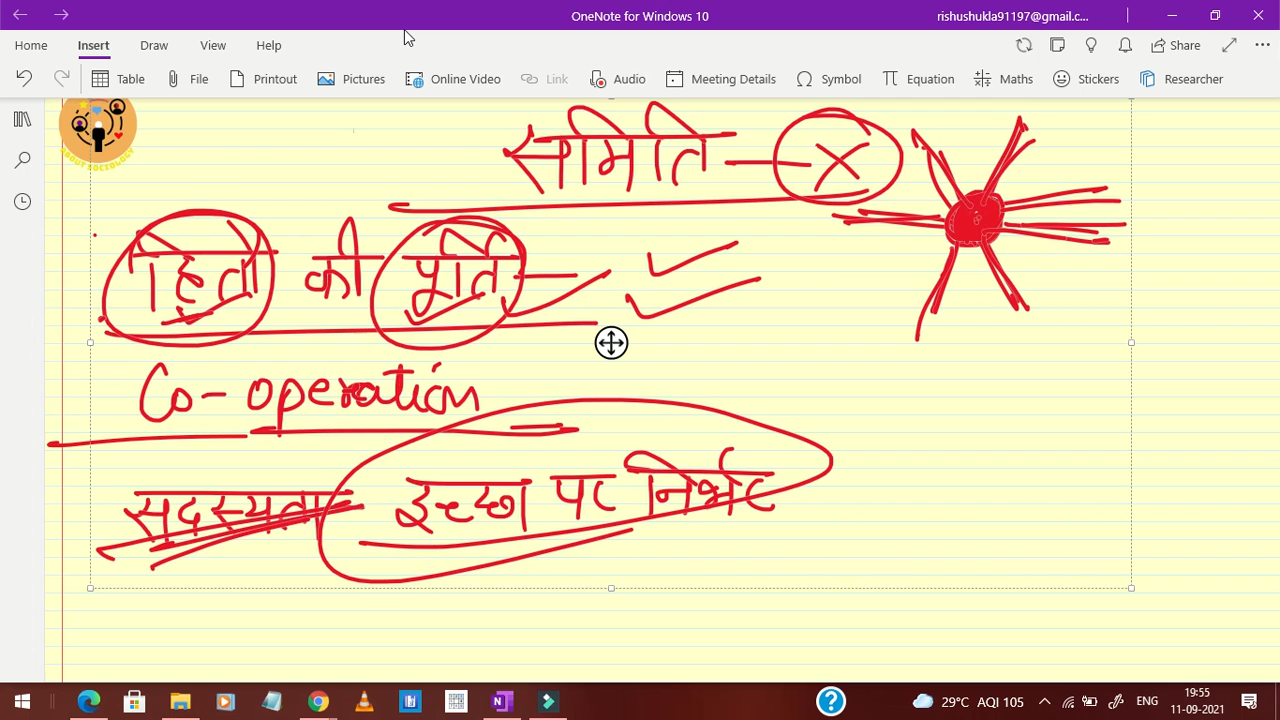 OneNote for Windows 10 rishushukla91197@gmail.c...
Home Insert Draw View Help Share
Table File Printout Pictures Online Video Link Audio Meeting Details Symbol Equation Maths Stickers Researcher
ABOUT SOCIOLOGY
समिति — X
हितों की पूर्ति —
Co-operation
सदस्यता इच्छा पर निर्भर
29°C AQI 105 ENG 19:55
11-09-2021